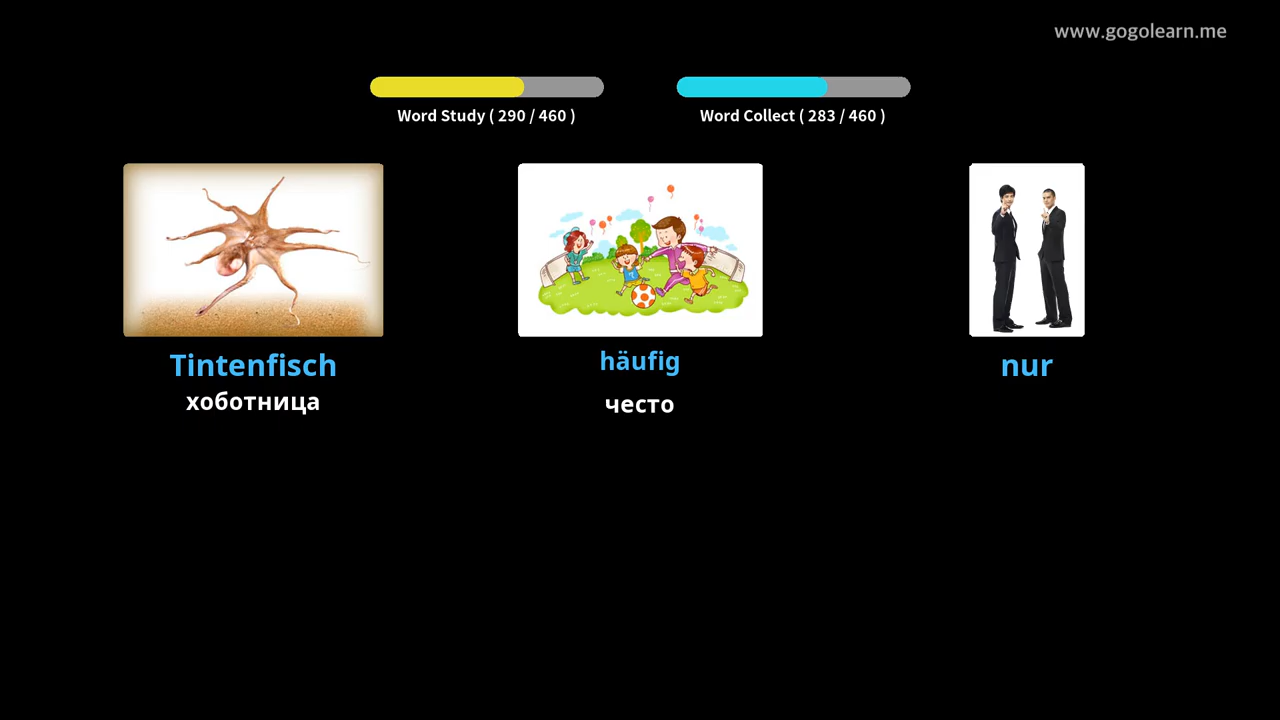 www.gogolearn.me
Word Study ( 290 / 460 )
Word Collect ( 283 / 460 )
Tintenfisch
хоботница
häufig
често
nur